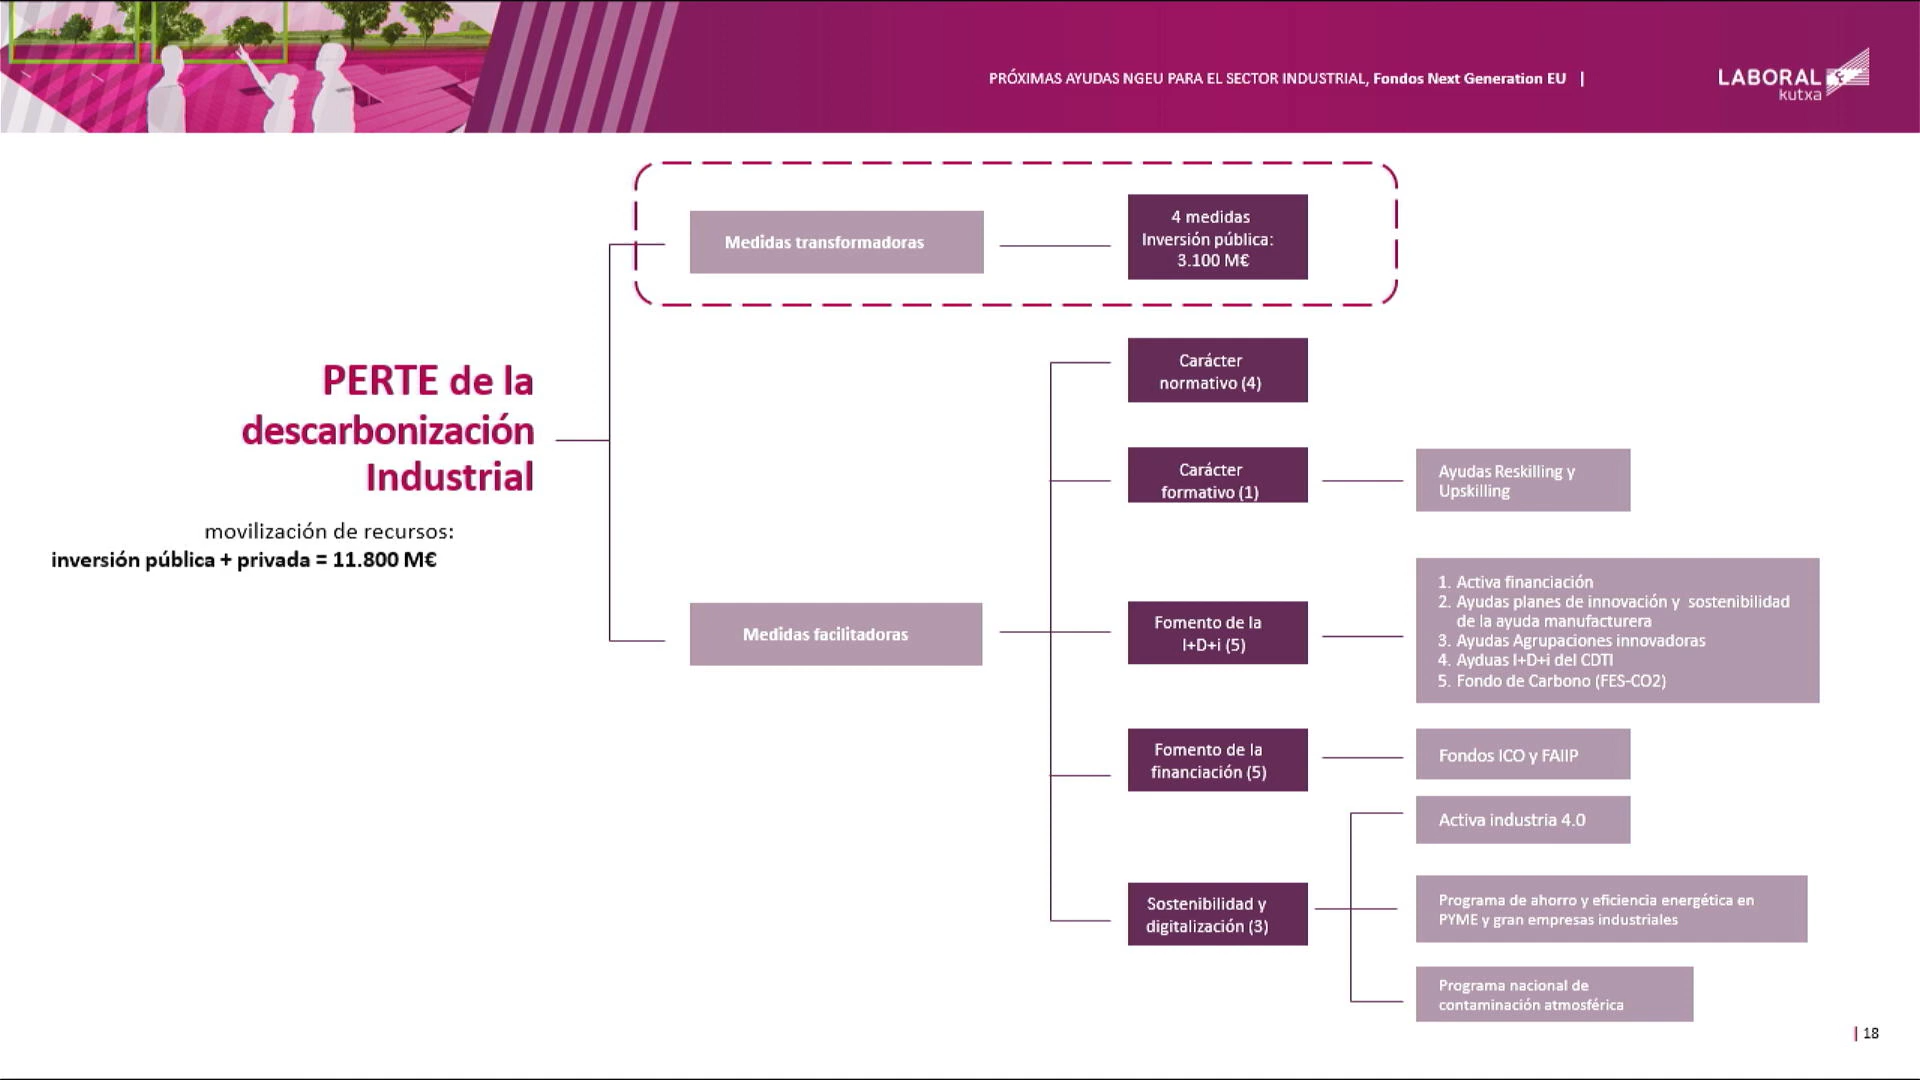 PRÓXIMAS AYUDAS NGEU PARA EL SECTOR INDUSTRIAL, Fondos Next Generation EU |
LABORAL
kutxa
Medidas transformadoras
4 medidas
Inversión pública:
3.100 M€
PERTE de la
descarbonización
Industrial
movilización de recursos:
inversión pública + privada = 11.800 M€
Medidas facilitadoras
Carácter
normativo (4)
Carácter
formativo (1)
Ayudas Reskilling y
Upskilling
Fomento de la
I+D+i (5)
1. Activa financiación
2. Ayudas planes de innovación y sostenibilidad
de la ayuda manufacturera
3. Ayudas Agrupaciones innovadoras
4. Ayduas I+D+i del CDTI
5. Fondo de Carbono (FES-CO2)
Fomento de la
financiación (5)
Fondos ICO y FAIIP
Sostenibilidad y
digitalización (3)
Activa industria 4.0
Programa de ahorro y eficiencia energética en
PYME y gran empresas industriales
Programa nacional de
contaminación atmosférica
| 18